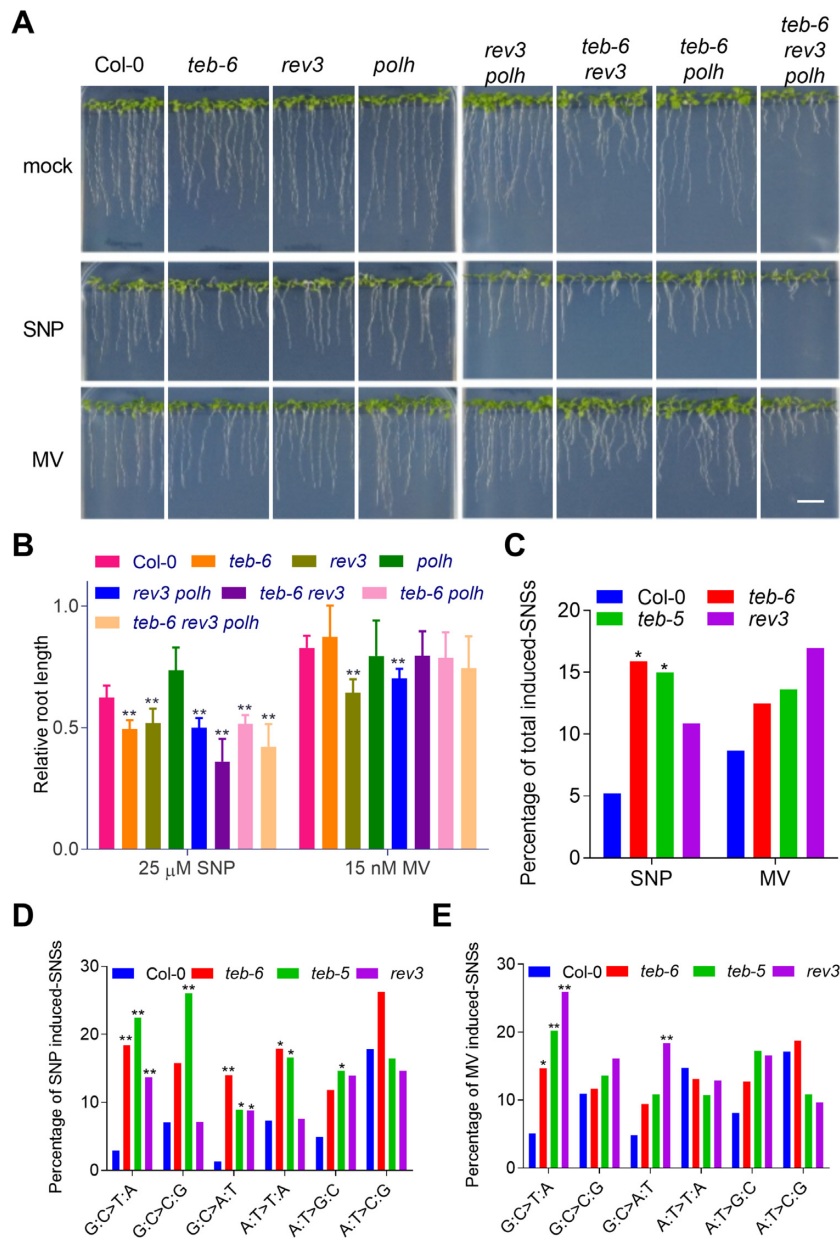 A
Col-0 teb-6 rev3 polh rev3 polh teb-6 rev3 teb-6 polh teb-6 rev3 polh
mock
SNP
MV
B
Col-0 teb-6 rev3 polh
rev3 polh teb-6 rev3 teb-6 polh
teb-6 rev3 polh
Relative root length
1.0
0.5
0.0
** ** ** ** ** **
** **
25 μM SNP 15 nM MV
C
Col-0 teb-6
teb-5 rev3
Percentage of total induced-SNSs
20
15
10
5
0
* *
SNP MV
D
Col-0 teb-6 teb-5 rev3
Percentage of SNP induced-SNSs
30
20
10
0
** ** ** ** ** * * * * *
G:C>T:A G:C>C:G G:C>A:T A:T>T:A A:T>G:C A:T>C:G
E
Col-0 teb-6 teb-5 rev3
Percentage of MV induced-SNSs
30
20
10
0
* ** ** **
G:C>T:A G:C>C:G G:C>A:T A:T>T:A A:T>G:C A:T>C:G